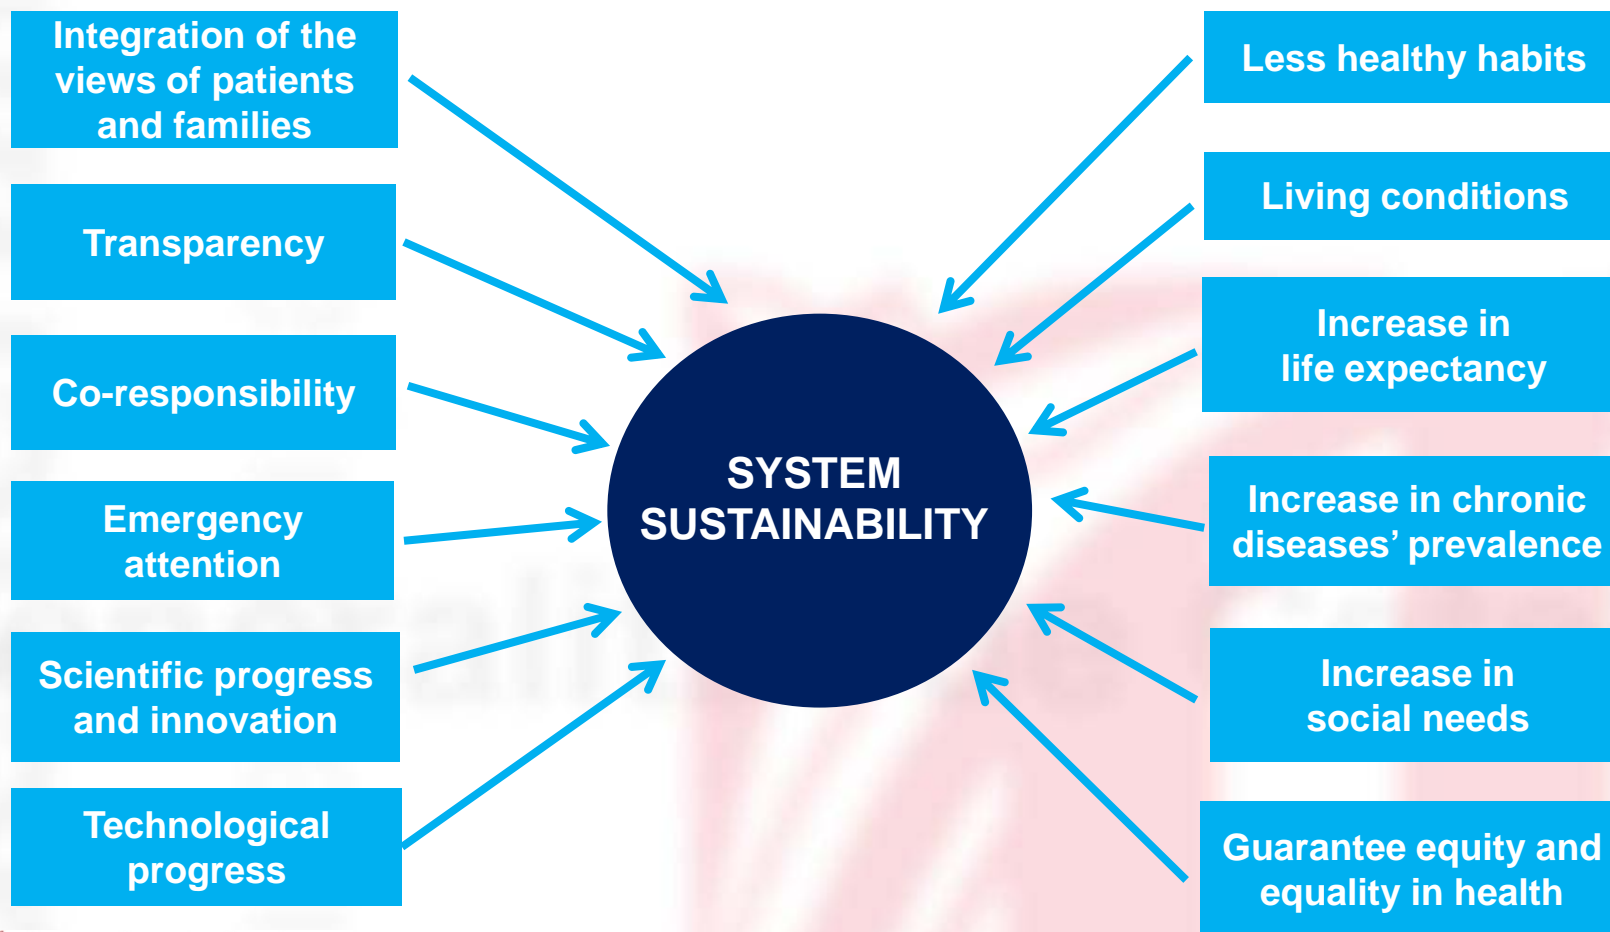 Integration of the
views of patients
and families
Transparency
Co-responsibility
Emergency
attention
Scientific progress
and innovation
Technological
progress
SYSTEM
SUSTAINABILITY
Less healthy habits
Living conditions
Increase in
life expectancy
Increase in chronic
diseases’ prevalence
Increase in
social needs
Guarantee equity and
equality in health